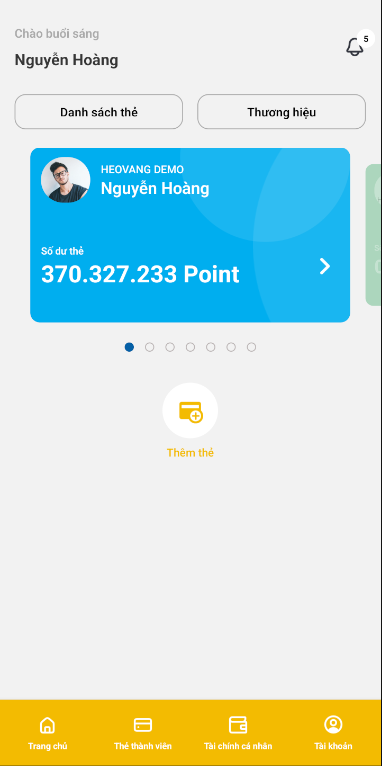 Chào buổi sáng
Nguyễn Hoàng
5
Danh sách thẻ
Thương hiệu
HEOVANG DEMO
Nguyễn Hoàng
Số dư thẻ
370.327.233 Point
Thêm thẻ
Trang chủ
Thẻ thành viên
Tài chính cá nhân
Tài khoản